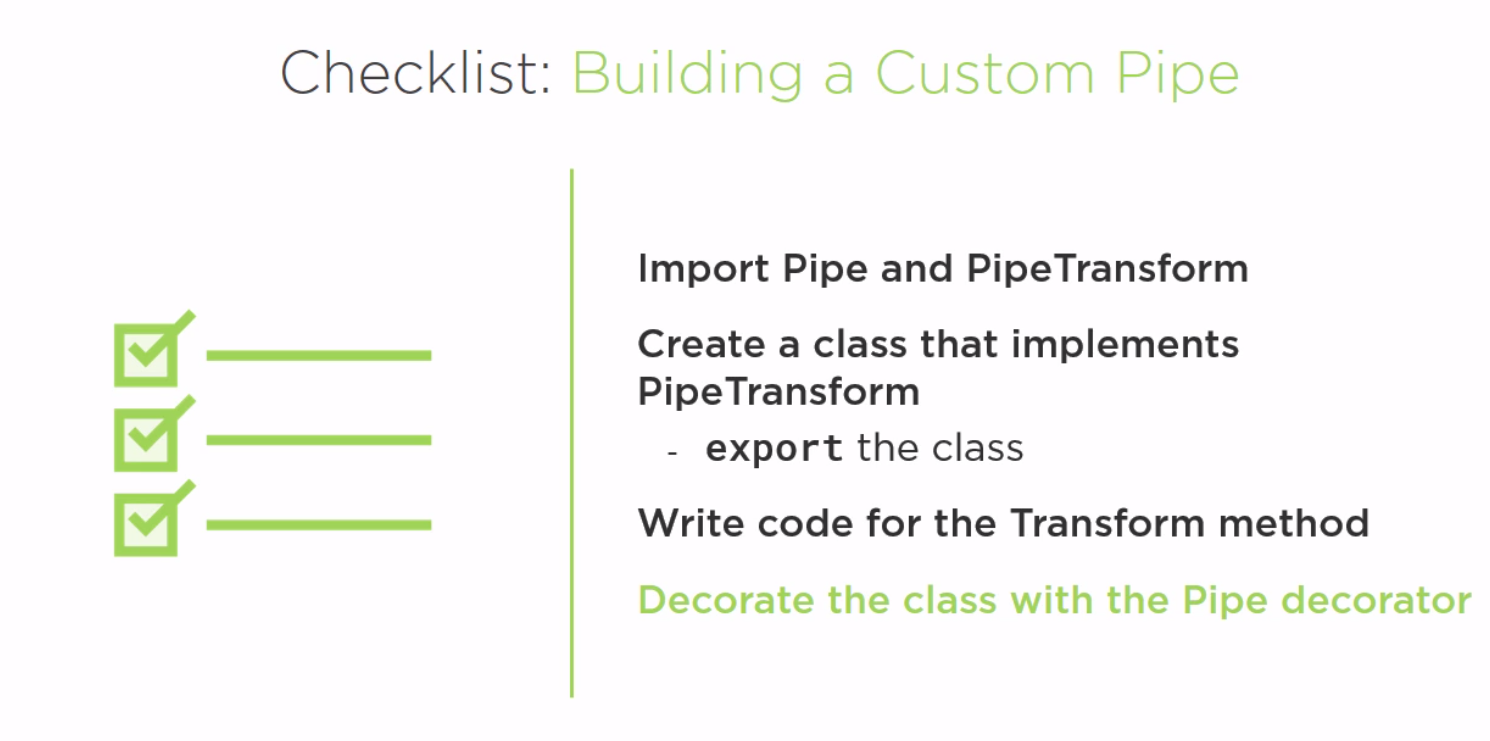 Checklist: Building a Custom Pipe
Import Pipe and PipeTransform
Create a class that implements
PipeTransform
- export the class
Write code for the Transform method
Decorate the class with the Pipe decorator